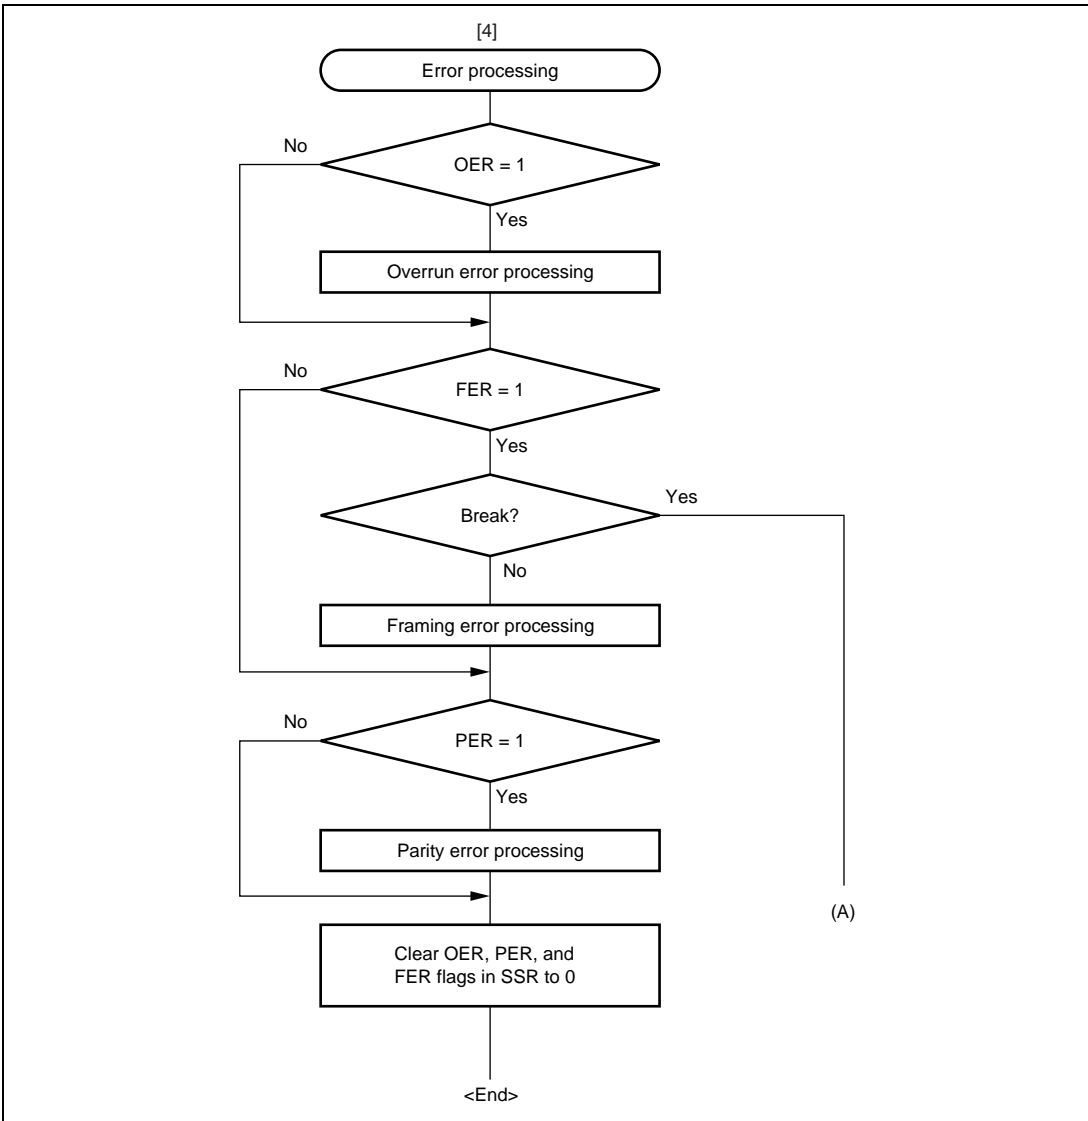 [4]
Error processing
No
OER = 1
Yes
Overrun error processing
No
FER = 1
Yes
Yes
Break?
No
Framing error processing
No
PER = 1
Yes
Parity error processing
(A)
Clear OER, PER, and
FER flags in SSR to 0
<End>